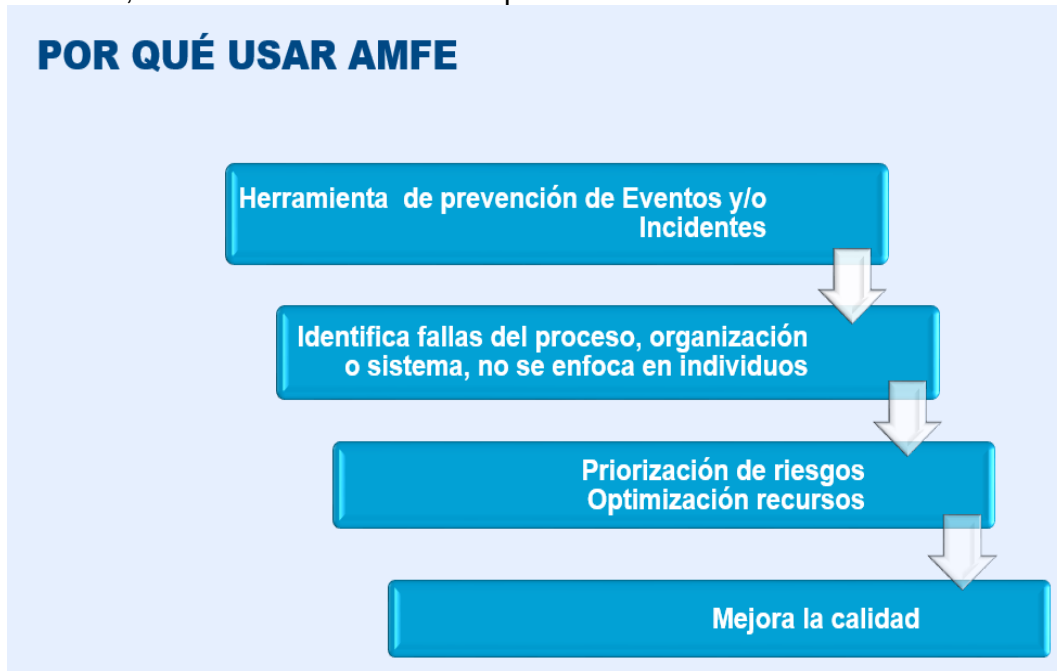 POR QUÉ USAR AMFE
Herramienta de prevención de Eventos y/o
Incidentes
Identifica fallas del proceso, organización
o sistema, no se enfoca en individuos
Priorización de riesgos
Optimización recursos
Mejora la calidad